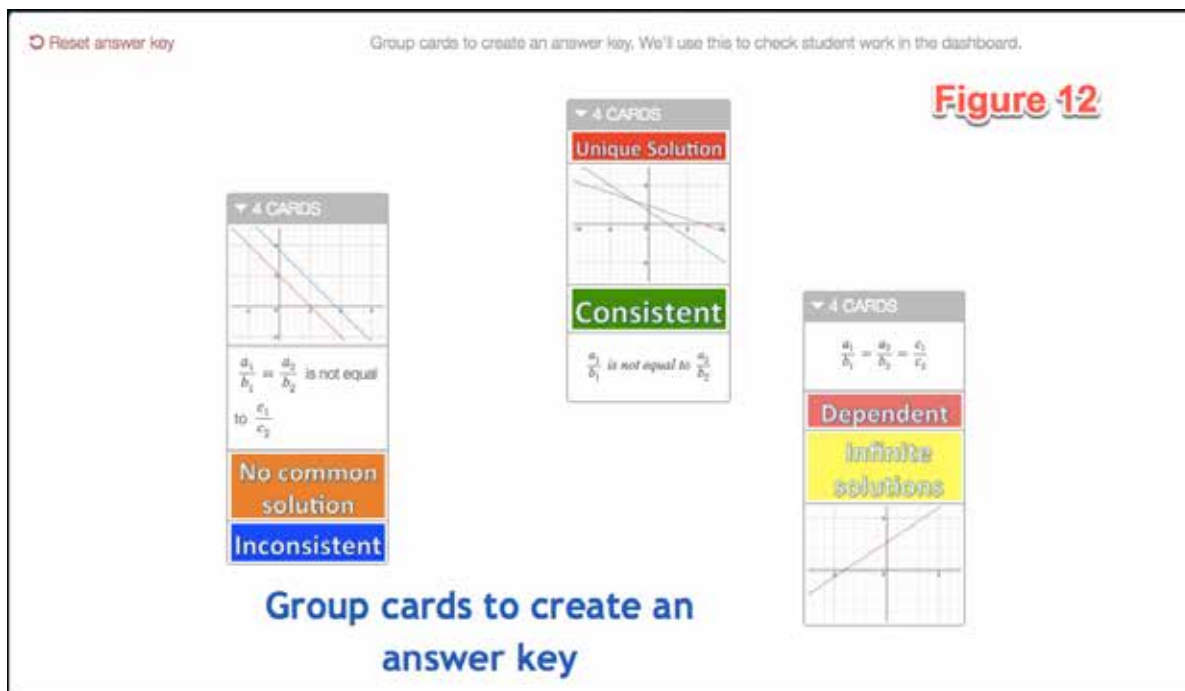 Reset answer key
Group cards to create an answer key. We'll use this to check student work in the dashboard.
Figure 12
4 CARDS
Unique Solution
Consistent
a₁/b₁ is not equal to a₂/b₂
4 CARDS
a₁/b₁ = a₂/b₂ is not equal
to c₁/c₂
No common
solution
Inconsistent
4 CARDS
a₁/b₁ = a₂/b₂ = c₁/c₂
Dependent
Infinite
solutions
Group cards to create an
answer key